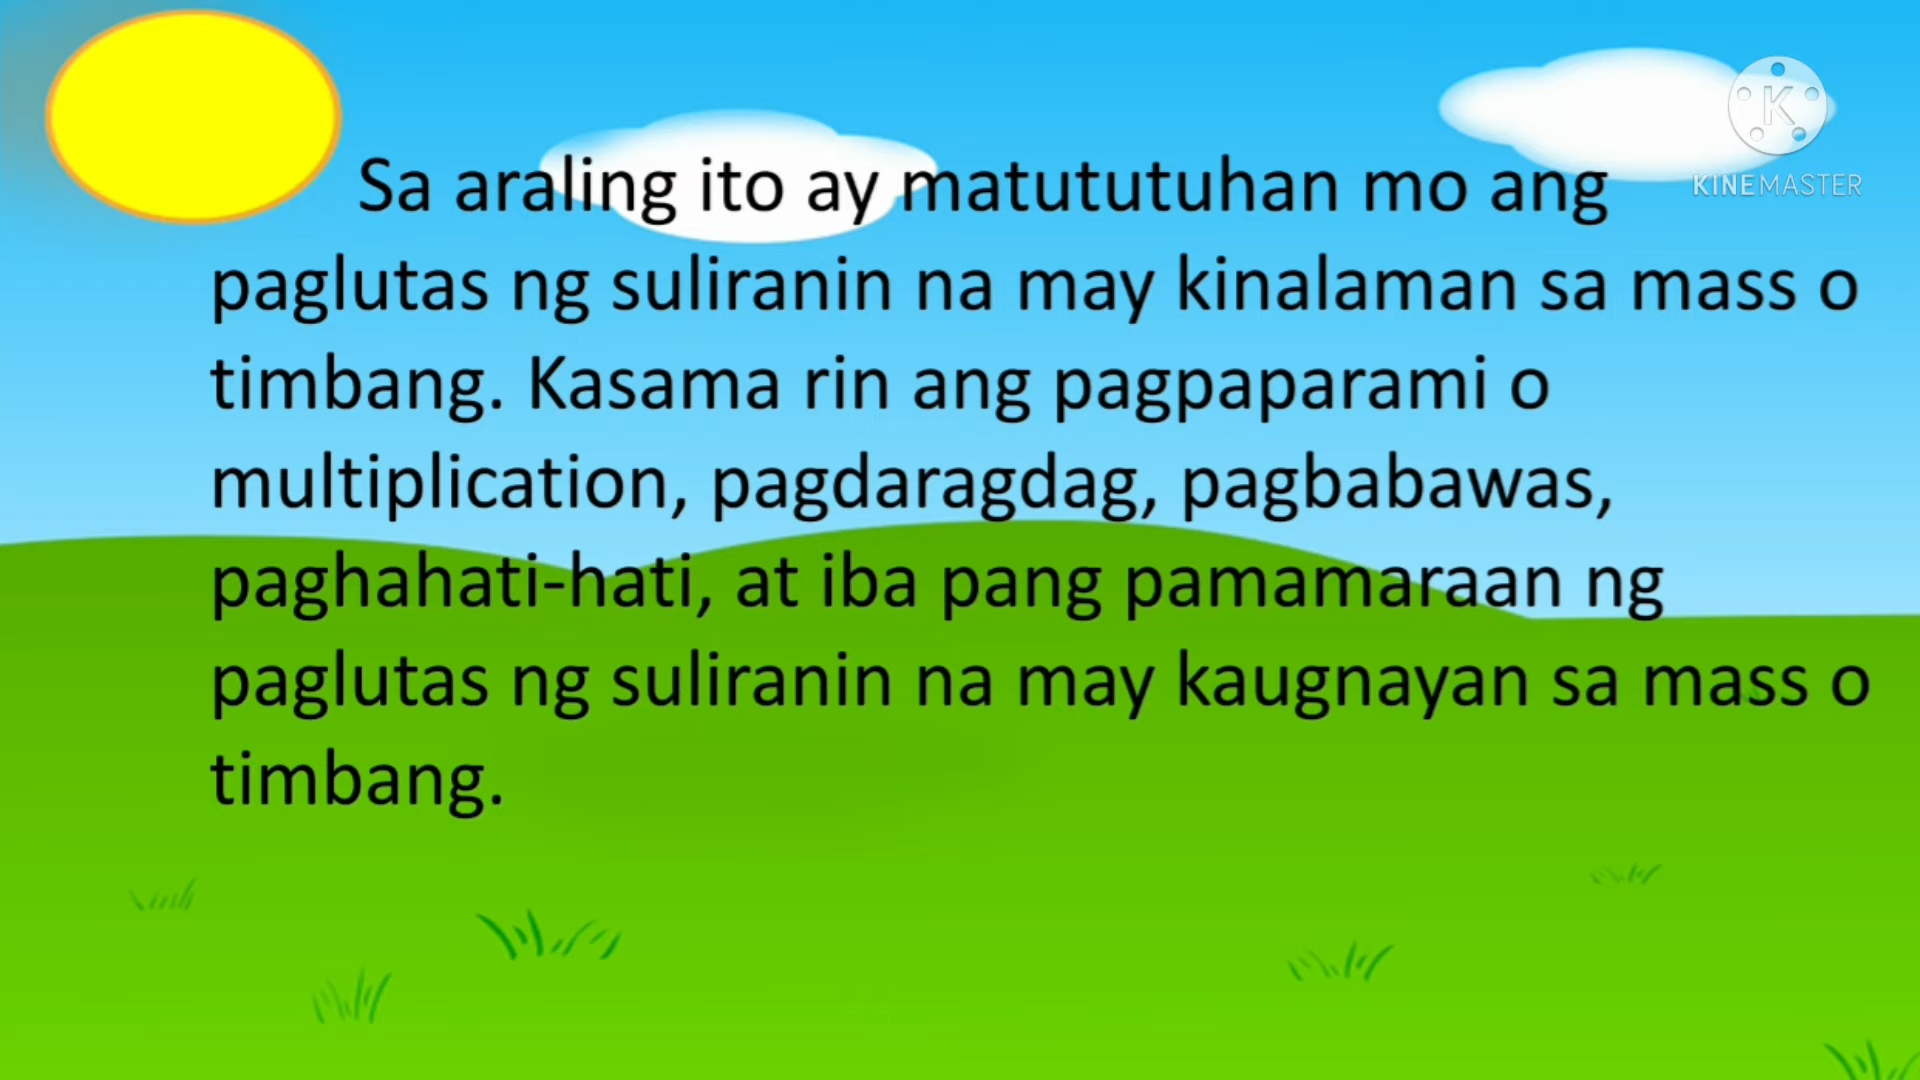 Sa araling ito ay matututuhan mo ang
paglutas ng suliranin na may kinalaman sa mass o
timbang. Kasama rin ang pagpaparami o
multiplication, pagdaragdag, pagbabawas,
paghahati-hati, at iba pang pamamaraan ng
paglutas ng suliranin na may kaugnayan sa mass o
timbang.
K
KINEMASTER